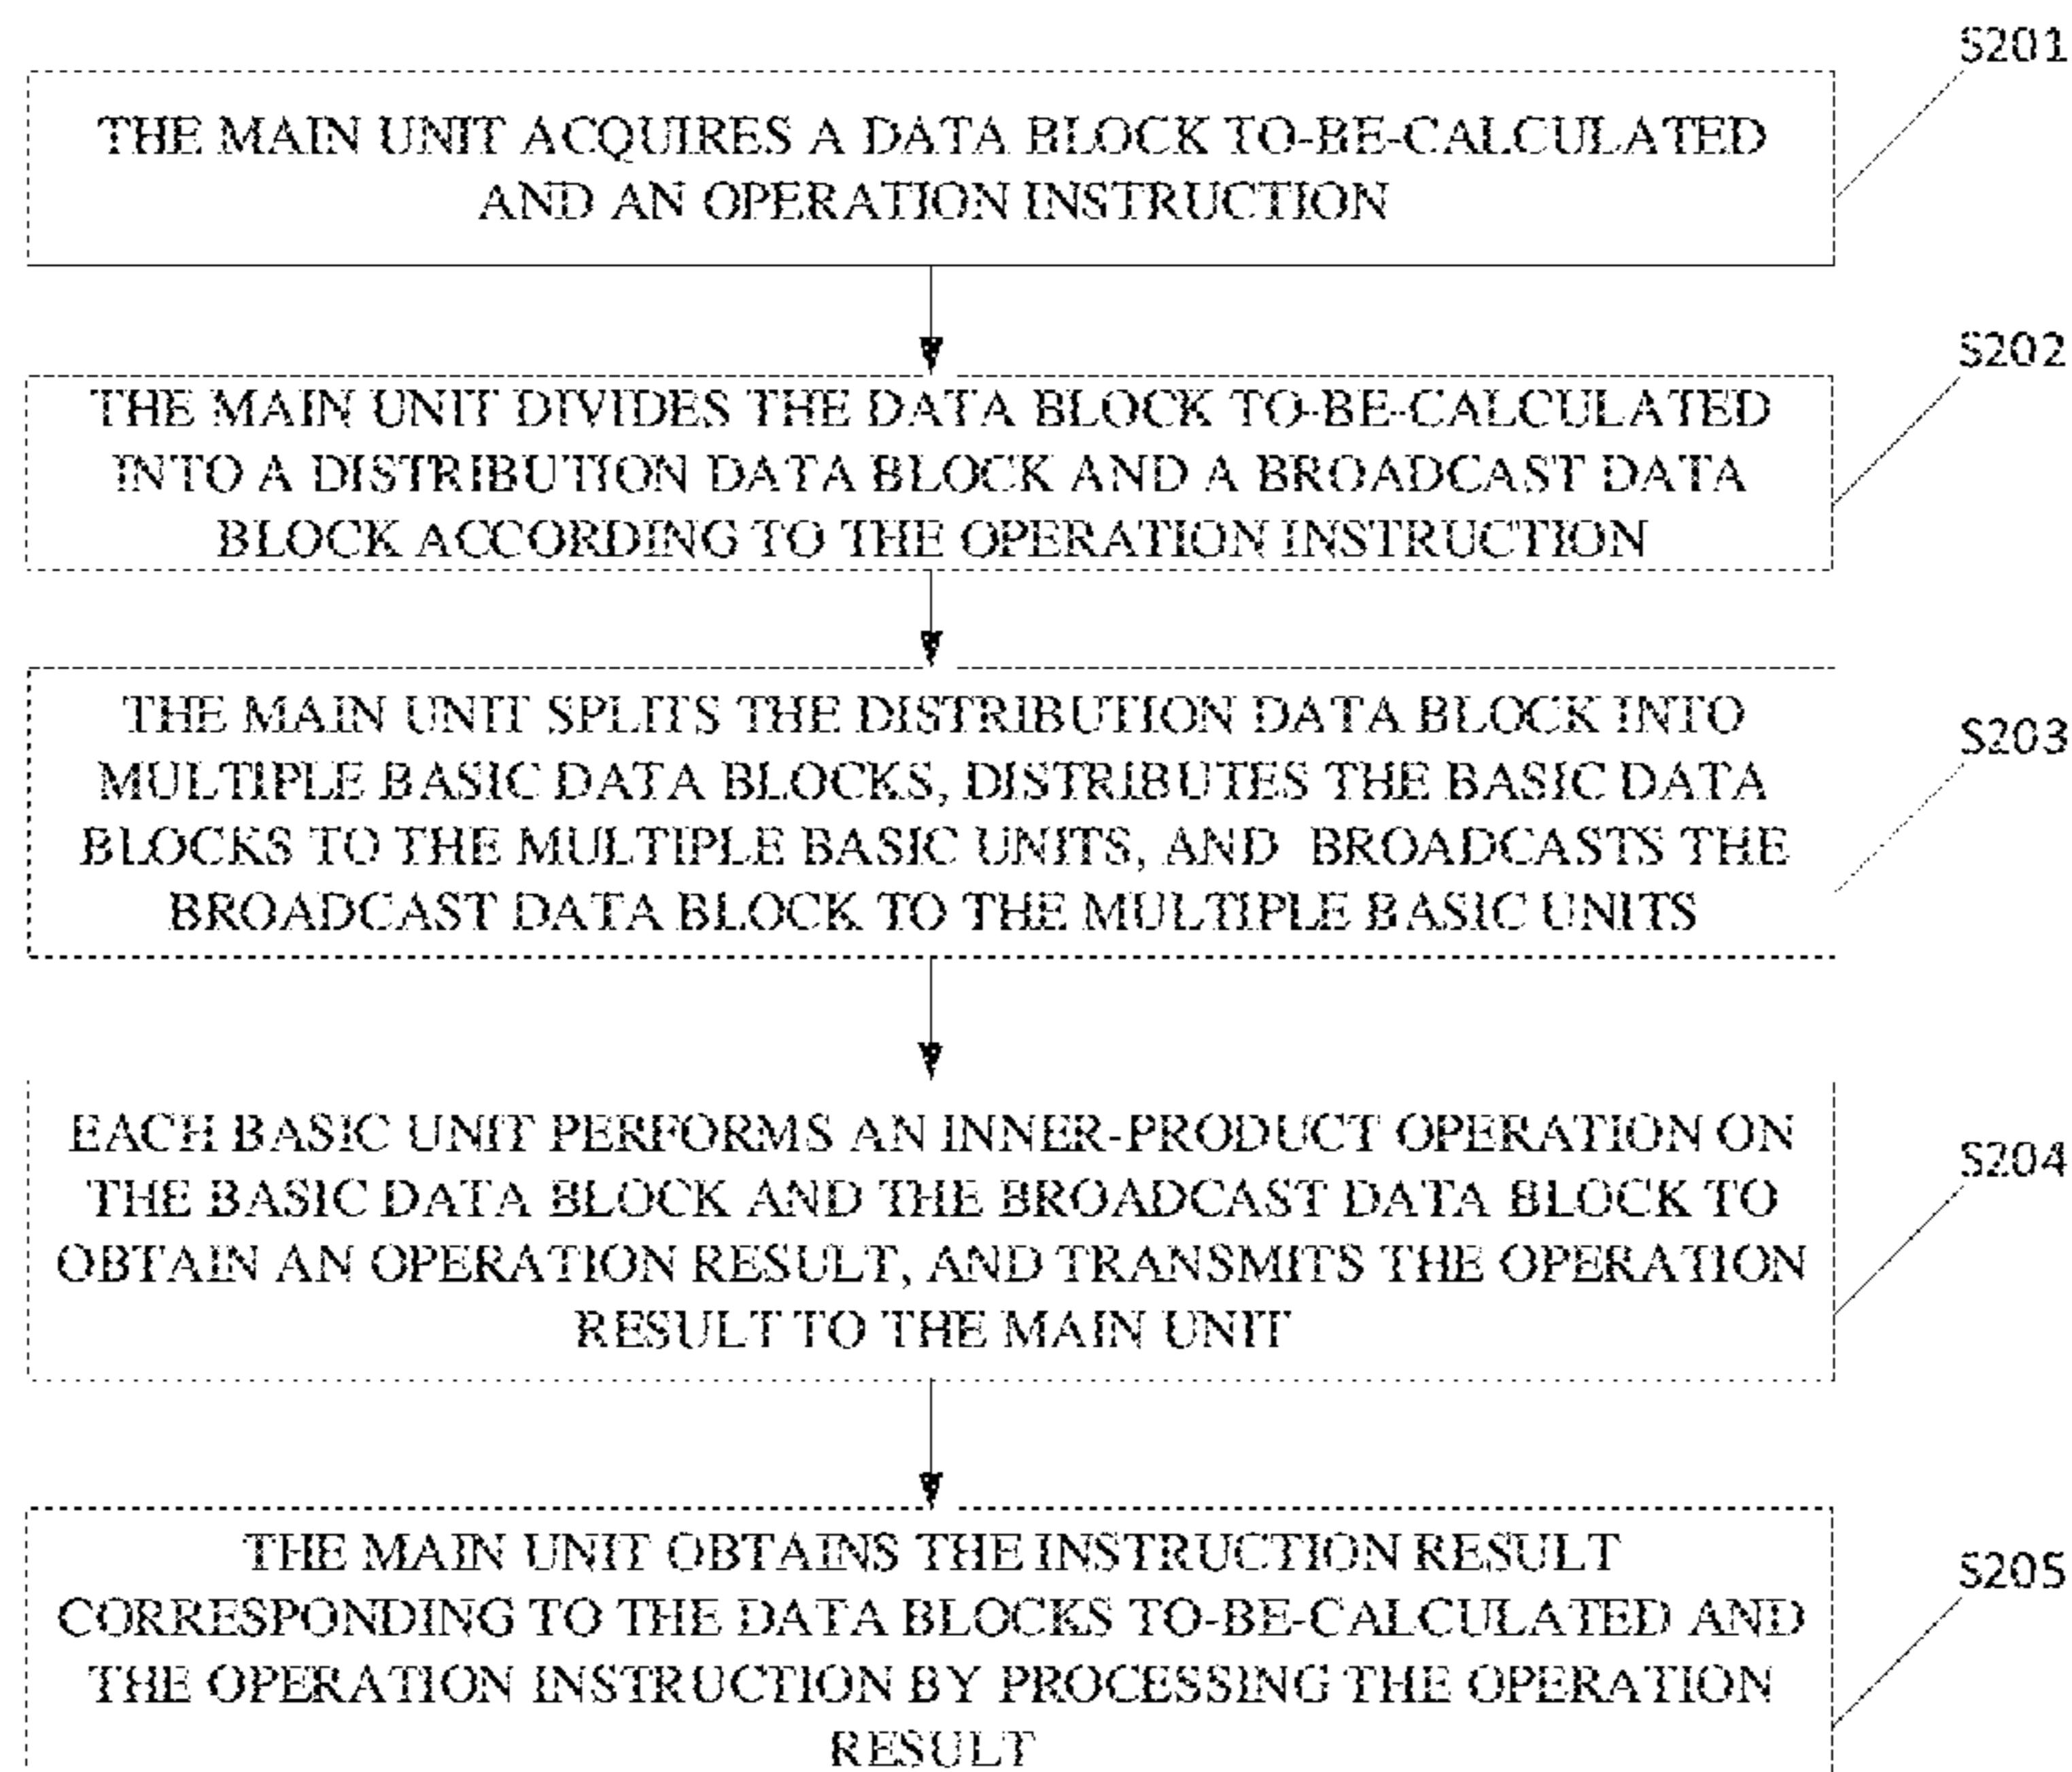 S201
THE MAIN UNIT ACQUIRES A DATA BLOCK TO-BE-CALCULATED
AND AN OPERATION INSTRUCTION
S202
THE MAIN UNIT DIVIDES THE DATA BLOCK TO-BE-CALCULATED
INTO A DISTRIBUTION DATA BLOCK AND A BROADCAST DATA
BLOCK ACCORDING TO THE OPERATION INSTRUCTION
S203
THE MAIN UNIT SPLITS THE DISTRIBUTION DATA BLOCK INTO
MULTIPLE BASIC DATA BLOCKS, DISTRIBUTES THE BASIC DATA
BLOCKS TO THE MULTIPLE BASIC UNITS, AND BROADCASTS THE
BROADCAST DATA BLOCK TO THE MULTIPLE BASIC UNITS
S204
EACH BASIC UNIT PERFORMS AN INNER-PRODUCT OPERATION ON
THE BASIC DATA BLOCK AND THE BROADCAST DATA BLOCK TO
OBTAIN AN OPERATION RESULT, AND TRANSMITS THE OPERATION
RESULT TO THE MAIN UNIT
S205
THE MAIN UNIT OBTAINS THE INSTRUCTION RESULT
CORRESPONDING TO THE DATA BLOCKS TO-BE-CALCULATED AND
THE OPERATION INSTRUCTION BY PROCESSING THE OPERATION
RESULT